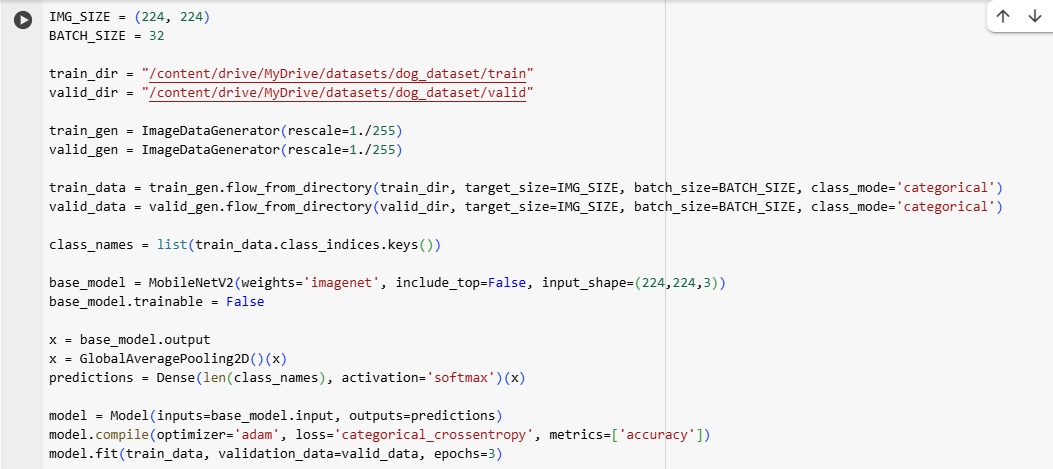 IMG_SIZE = (224, 224)
BATCH_SIZE = 32
train_dir = "/content/drive/MyDrive/datasets/dog_dataset/train"
valid_dir = "/content/drive/MyDrive/datasets/dog_dataset/valid"
train_gen = ImageDataGenerator(rescale=1./255)
valid_gen = ImageDataGenerator(rescale=1./255)
train_data = train_gen.flow_from_directory(train_dir, target_size=IMG_SIZE, batch_size=BATCH_SIZE, class_mode='categorical')
valid_data = valid_gen.flow_from_directory(valid_dir, target_size=IMG_SIZE, batch_size=BATCH_SIZE, class_mode='categorical')
class_names = list(train_data.class_indices.keys())
base_model = MobileNetV2(weights='imagenet', include_top=False, input_shape=(224,224,3))
base_model.trainable = False
x = base_model.output
x = GlobalAveragePooling2D()(x)
predictions = Dense(len(class_names), activation='softmax')(x)
model = Model(inputs=base_model.input, outputs=predictions)
model.compile(optimizer='adam', loss='categorical_crossentropy', metrics=['accuracy'])
model.fit(train_data, validation_data=valid_data, epochs=3)